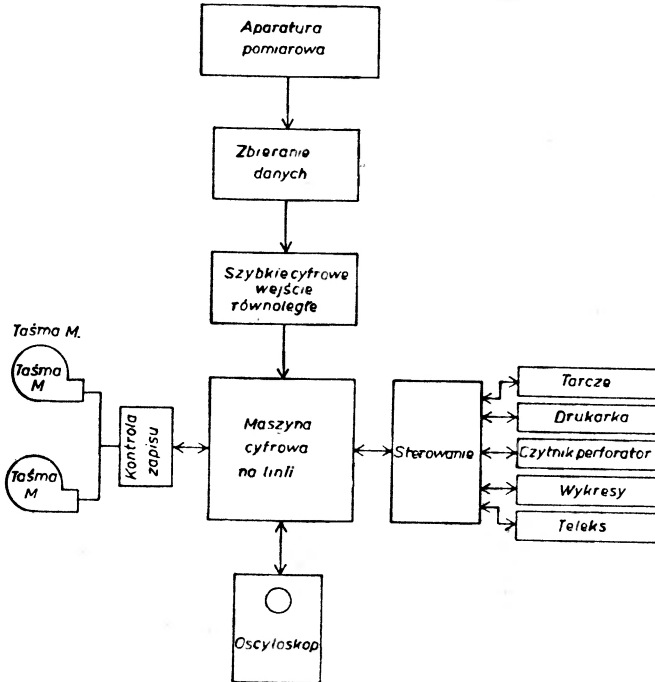 Aparatura
pomiarowa
Zbieranie
danych
Szybkie cyfrowe
wejście
równoległe
Taśma M.
Taśma
M
Taśma
M
Kontrola
zapisu
Maszyna
cyfrowa
na linli
Sterowanie
Tarcze
Drukarka
Czytnik perforator
Wykresy
Teleks
Oscyloskop